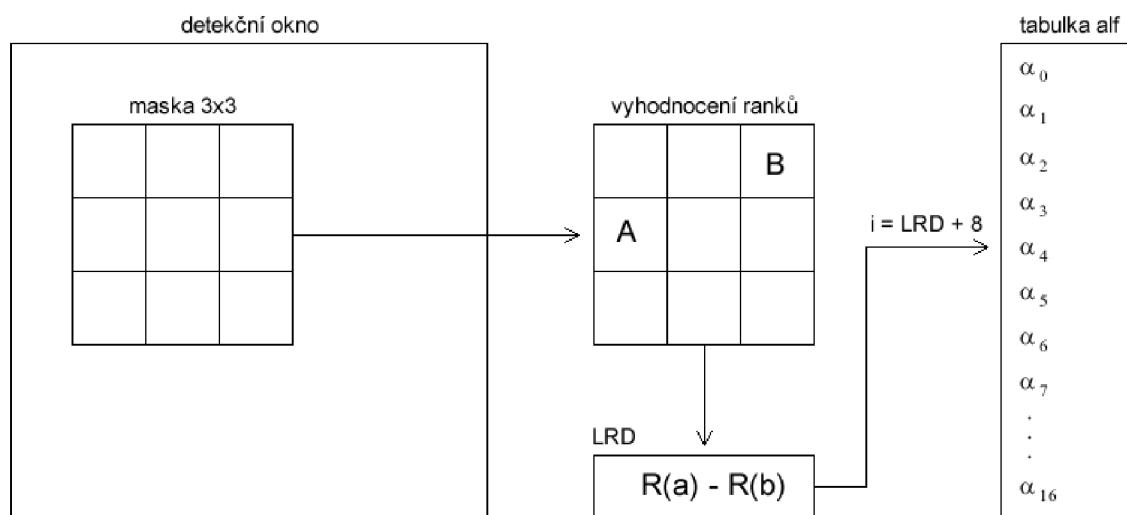 detekční okno
tabulka alf
maska 3x3
vyhodnocení ranků
B
A
i = LRD + 8
α₀
α₁
α₂
α₃
α₄
α₅
α₆
α₇
.
.
.
α₁₆
LRD
R(a) - R(b)